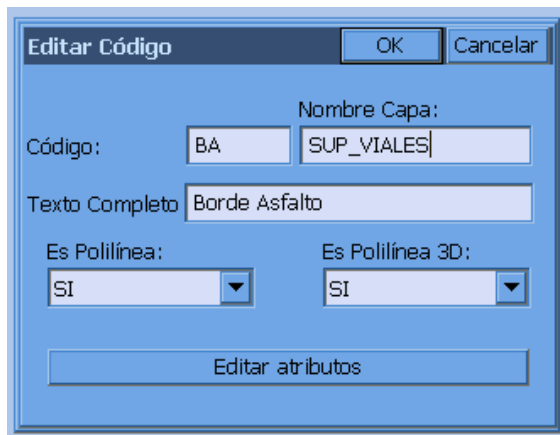 Editar Código OK Cancelar
Nombre Capa:
Código: BA SUP_VIALES
Texto Completo Borde Asfalto
Es Polilínea: Es Polilínea 3D:
SI SI
Editar atributos